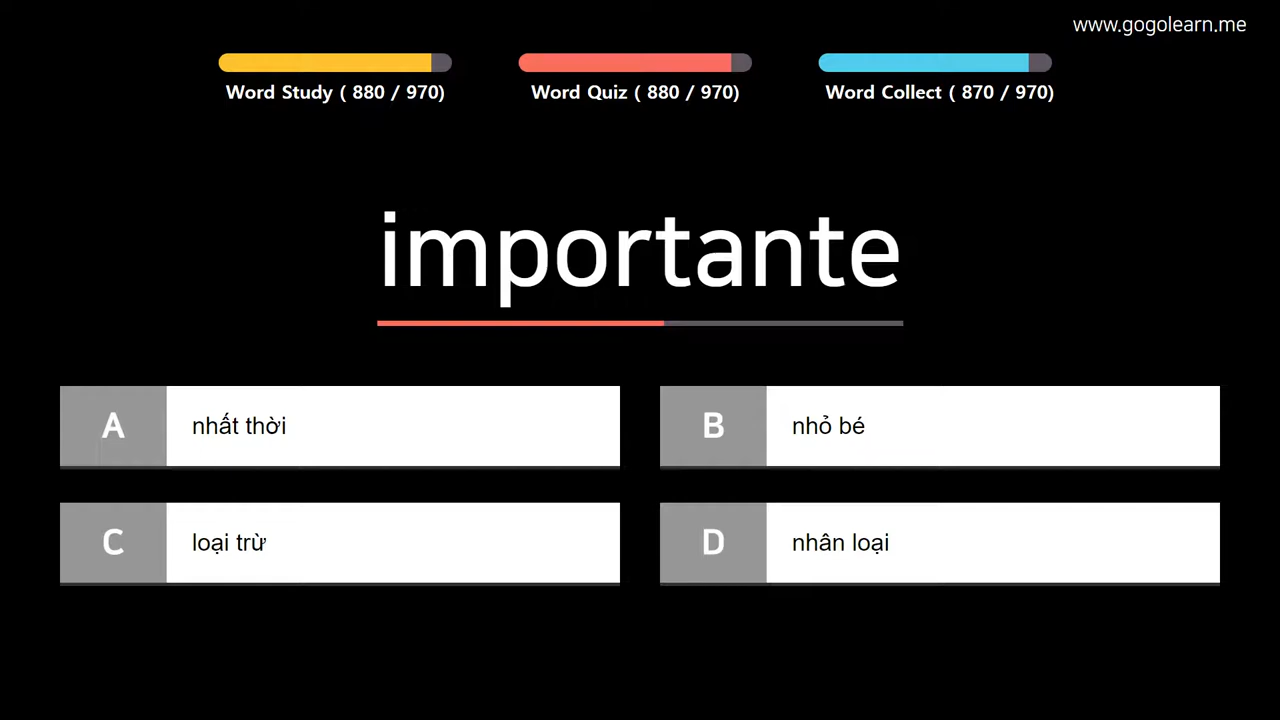 www.gogolearn.me
Word Study ( 880 / 970)
Word Quiz ( 880 / 970)
Word Collect ( 870 / 970)
importante
A
nhất thời
B
nhỏ bé
C
loại trừ
D
nhân loại